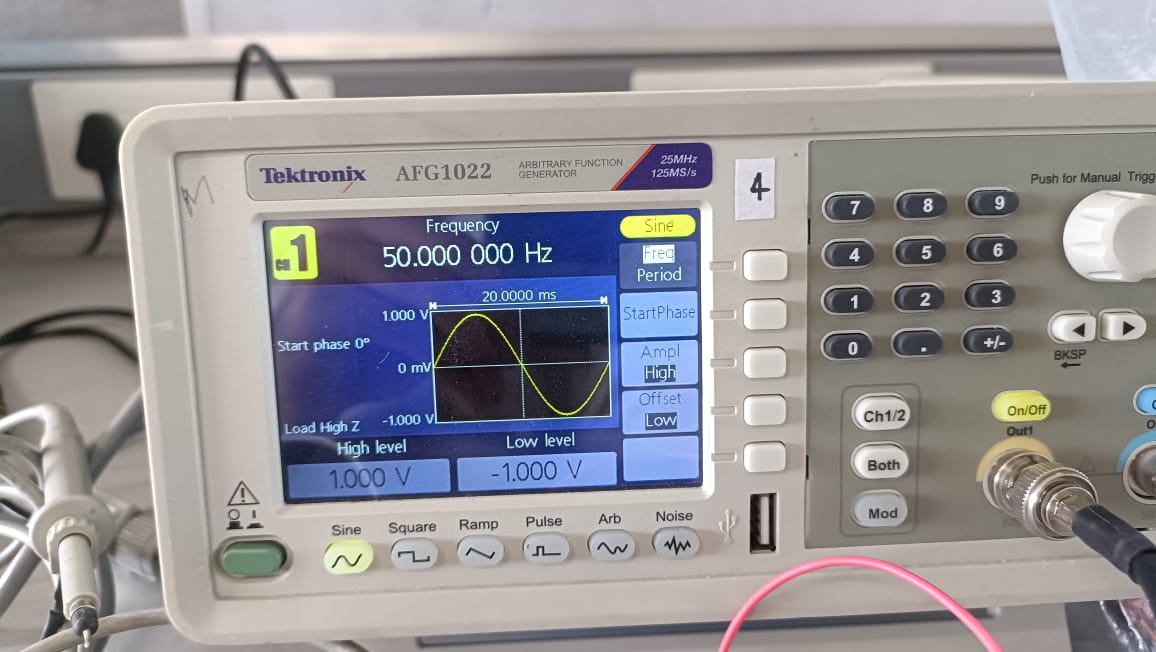 Tektronix AFG1022 ARBITRARY FUNCTION GENERATOR 25MHz 125MS/s
M
4
Push for Manual Trigg
CH 1
Frequency
50.000 000 Hz
Sine
Freq
Period
StartPhase
Ampl
High
Offset
Low
20.0000 ms
1.000 V
Start phase 0°
0 mV
-1.000 V
Load High Z
High level
Low level
1.000 V
-1.000 V
7 8 9
4 5 6
1 2 3
0 . +/-
BKSP
Ch1/2
Both
Mod
On/Off
Out1
Sine Square Ramp Pulse Arb Noise